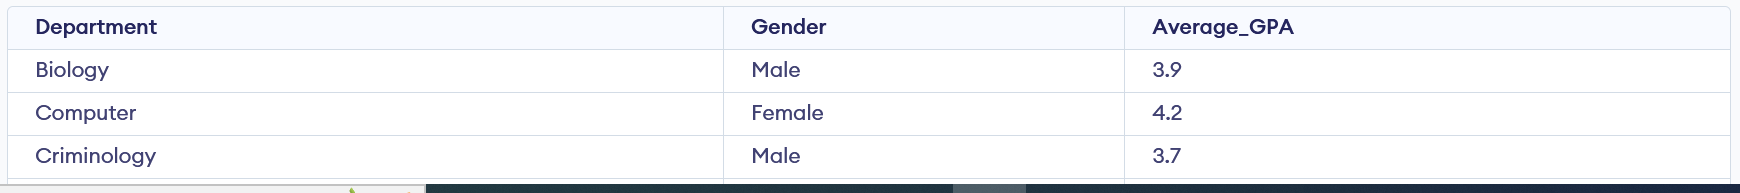 Department Gender Average_GPA
Biology Male 3.9
Computer Female 4.2
Criminology Male 3.7